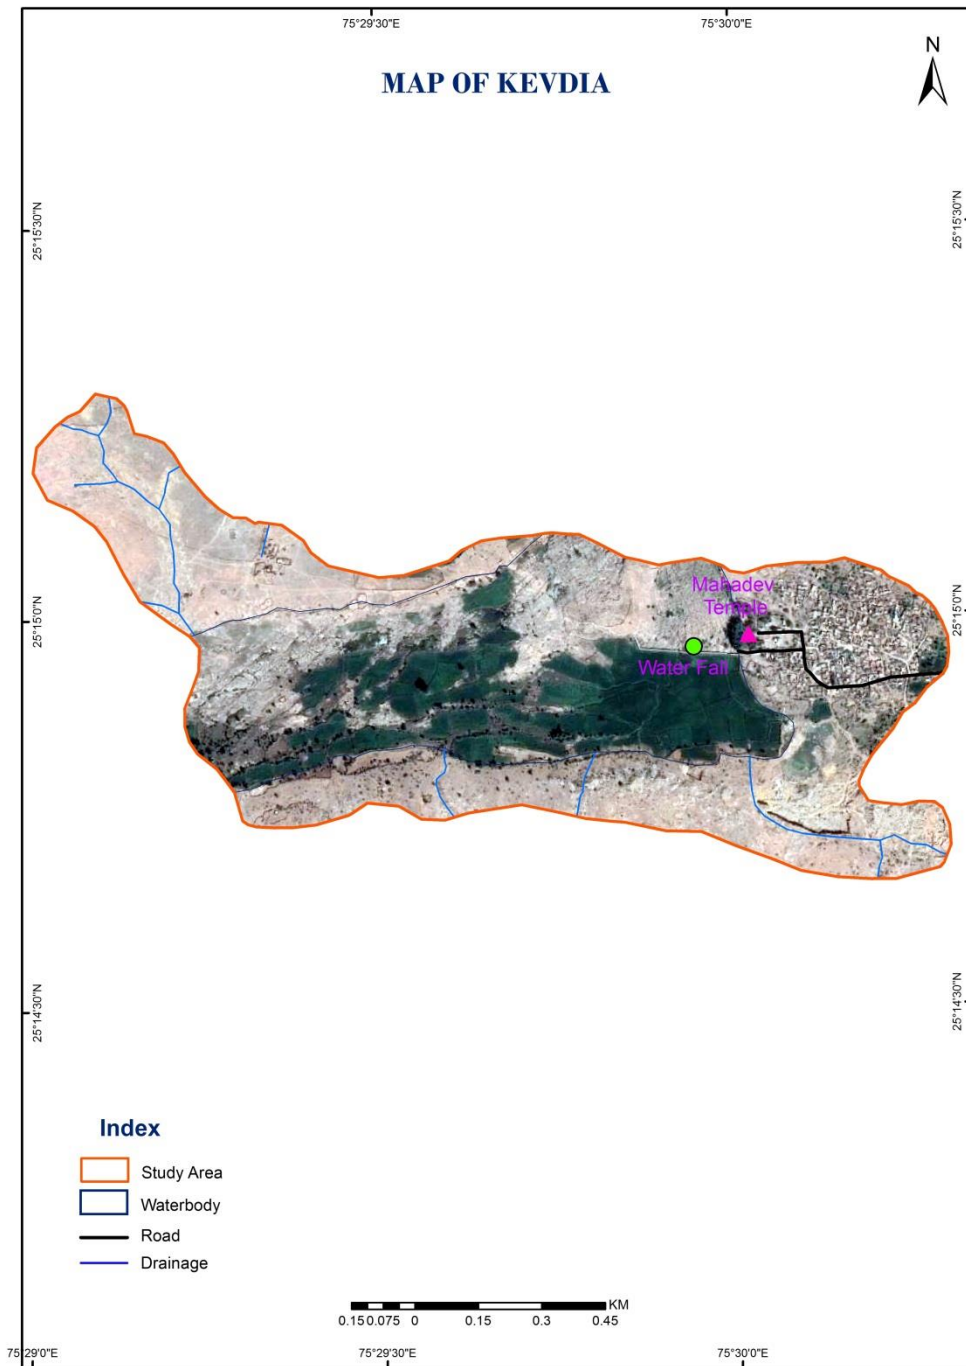 75°29'30"E
75°30'0"E
MAP OF KEVDIA
N
25°15'30"N
25°15'30"N
Mahadev
Temple
25°15'0"N
25°15'0"N
Water Fall
25°14'30"N
25°14'30"N
Index
Study Area
Waterbody
Road
Drainage
KM
0.15 0.075 0 0.15 0.3 0.45
75°29'0"E
75°29'30"E
75°30'0"E